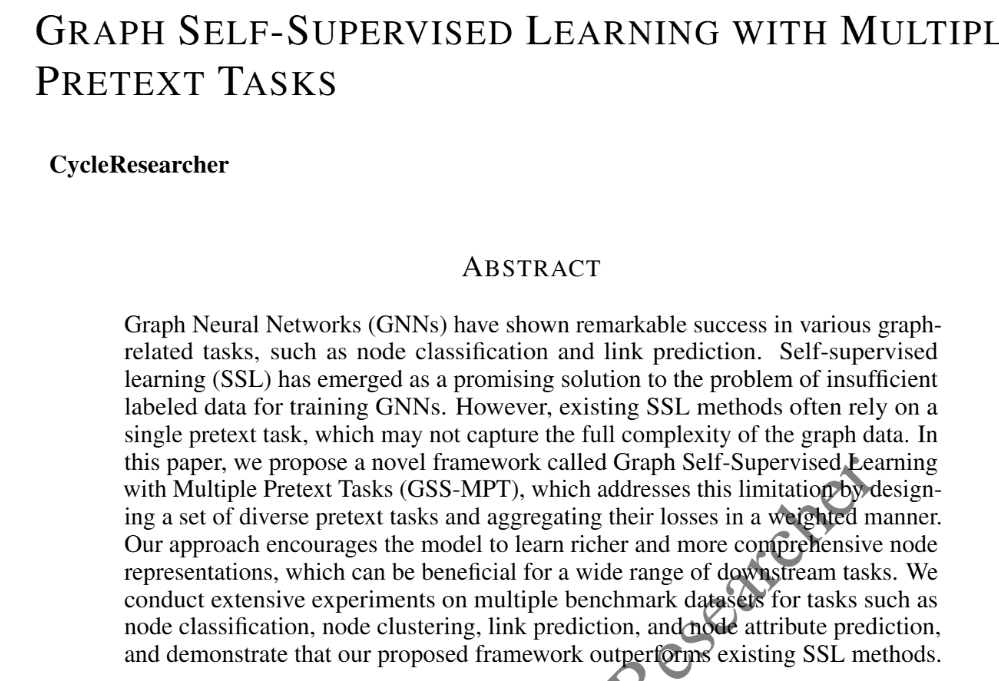 GRAPH SELF-SUPERVISED LEARNING WITH MULTIPL
PRETEXT TASKS
CycleResearcher
ABSTRACT
Graph Neural Networks (GNNs) have shown remarkable success in various graph-
related tasks, such as node classification and link prediction. Self-supervised
learning (SSL) has emerged as a promising solution to the problem of insufficient
labeled data for training GNNs. However, existing SSL methods often rely on a
single pretext task, which may not capture the full complexity of the graph data. In
this paper, we propose a novel framework called Graph Self-Supervised Learning
with Multiple Pretext Tasks (GSS-MPT), which addresses this limitation by design-
ing a set of diverse pretext tasks and aggregating their losses in a weighted manner.
Our approach encourages the model to learn richer and more comprehensive node
representations, which can be beneficial for a wide range of downstream tasks. We
conduct extensive experiments on multiple benchmark datasets for tasks such as
node classification, node clustering, link prediction, and node attribute prediction,
and demonstrate that our proposed framework outperforms existing SSL methods.
Researcher